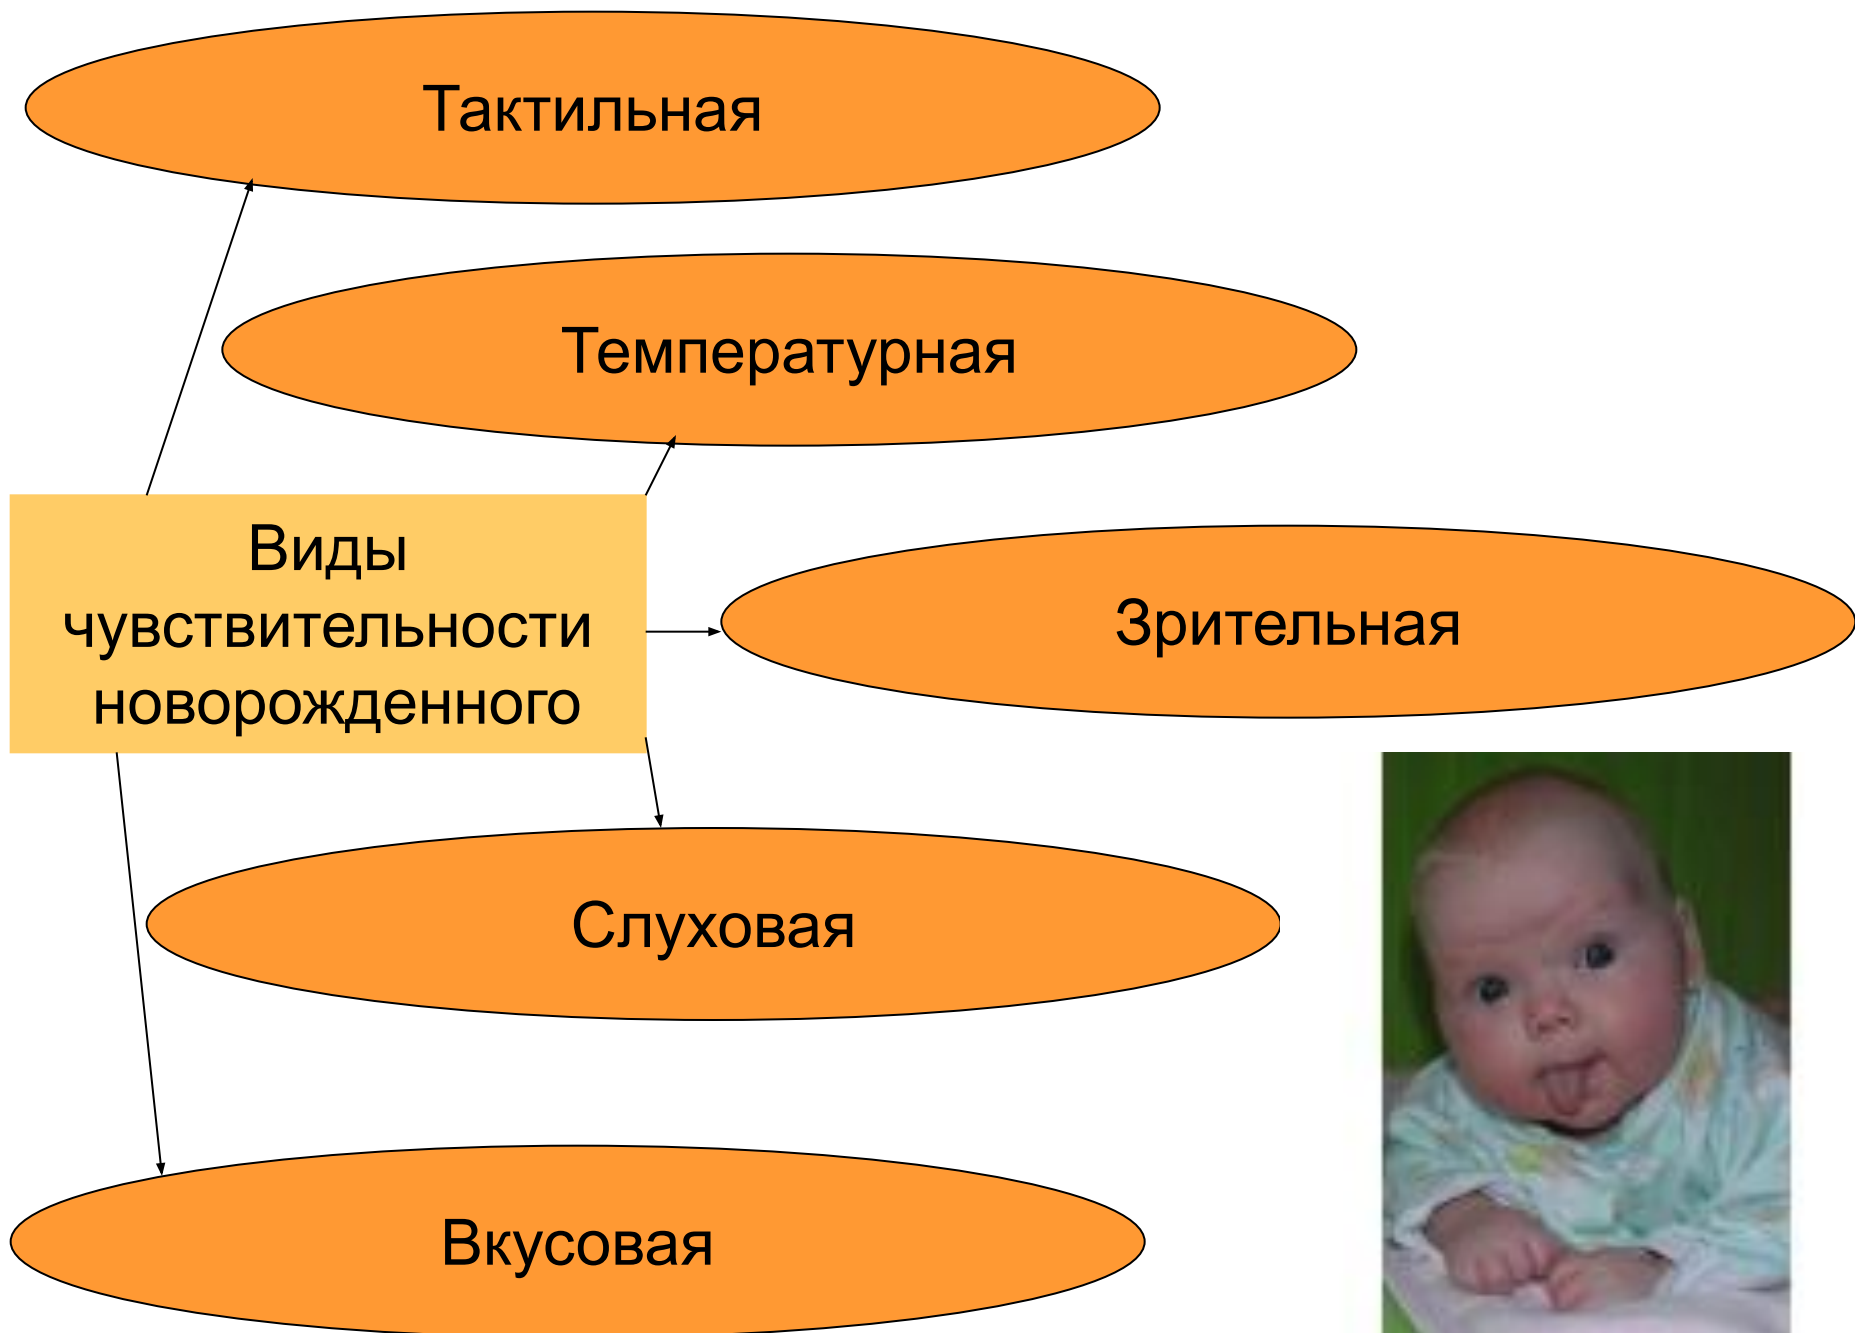 Тактильная
Температурная
Виды
чувствительности
новорожденного
Зрительная
Слуховая
Вкусовая